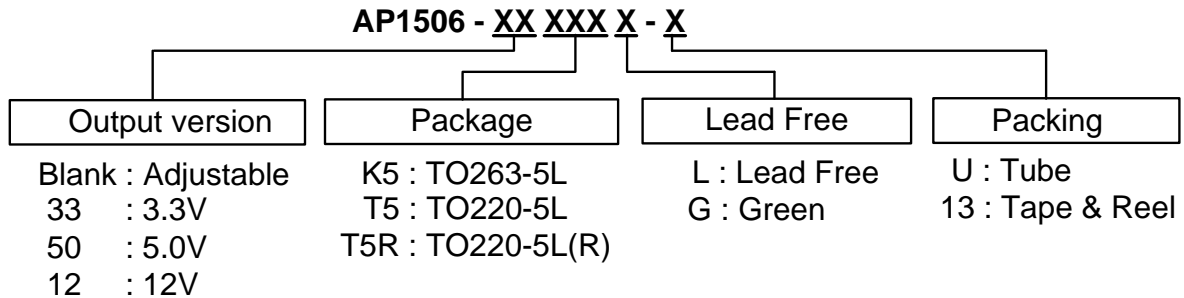 AP1506 - XX XXX X - X
Output version
Package
Lead Free
Packing
Blank : Adjustable
33 : 3.3V
50 : 5.0V
12 : 12V
K5 : TO263-5L
T5 : TO220-5L
T5R : TO220-5L(R)
L : Lead Free
G : Green
U : Tube
13 : Tape & Reel